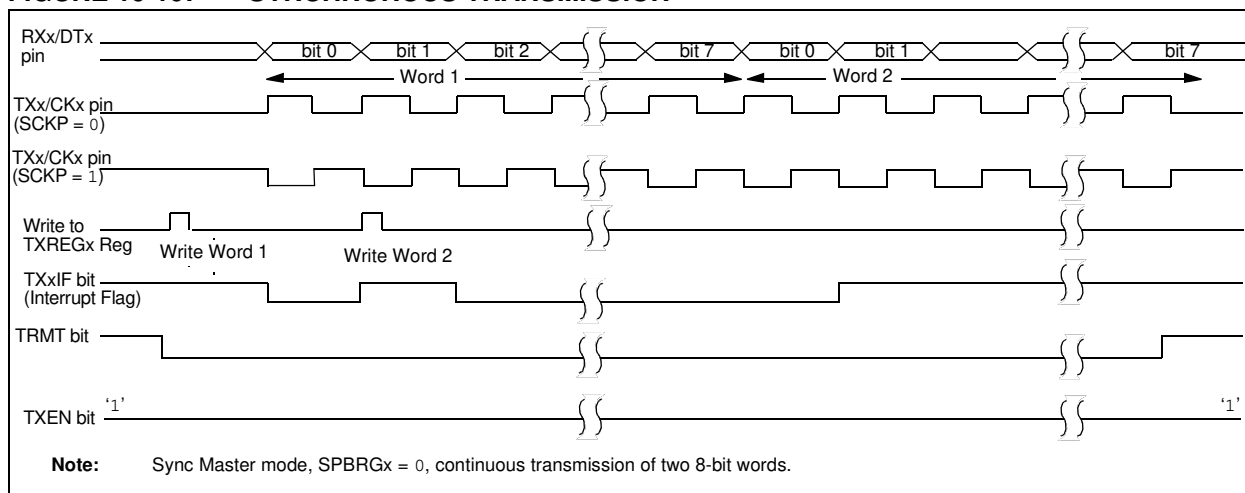 RXx/DTx
pin
bit 0 bit 1 bit 2 bit 7 bit 0 bit 1 bit 7
Word 1 Word 2
TXx/CKx pin
(SCKP = 0)
TXx/CKx pin
(SCKP = 1)
Write to
TXREGx Reg
Write Word 1 Write Word 2
TXxIF bit
(Interrupt Flag)
TRMT bit
TXEN bit
‘1’ ‘1’
Note: Sync Master mode, SPBRGx = 0, continuous transmission of two 8-bit words.